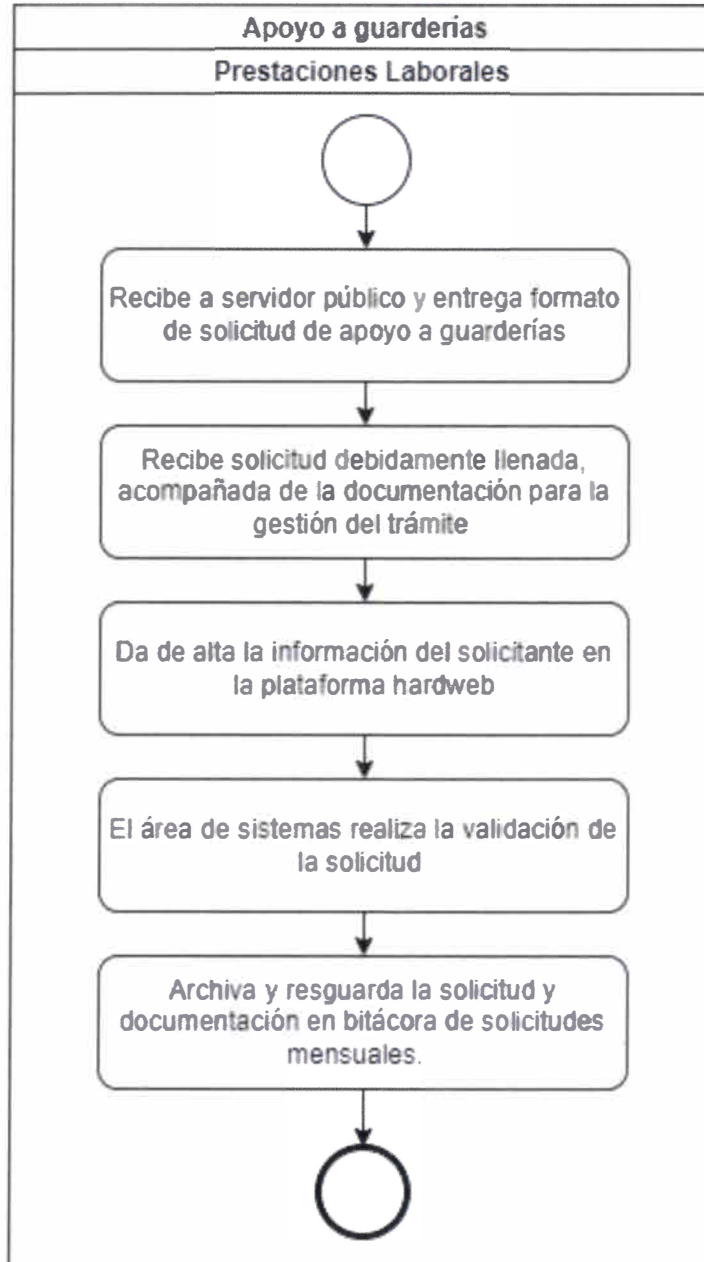 Apoyo a guarderías
Prestaciones Laborales
Recibe a servidor público y entrega formato
de solicitud de apoyo a guarderías
Recibe solicitud debidamente llenada,
acompañada de la documentación para la
gestión del trámite
Da de alta la información del solicitante en
la plataforma hardweb
El área de sistemas realiza la validación de
la solicitud
Archiva y resguarda la solicitud y
documentación en bitácora de solicitudes
mensuales.